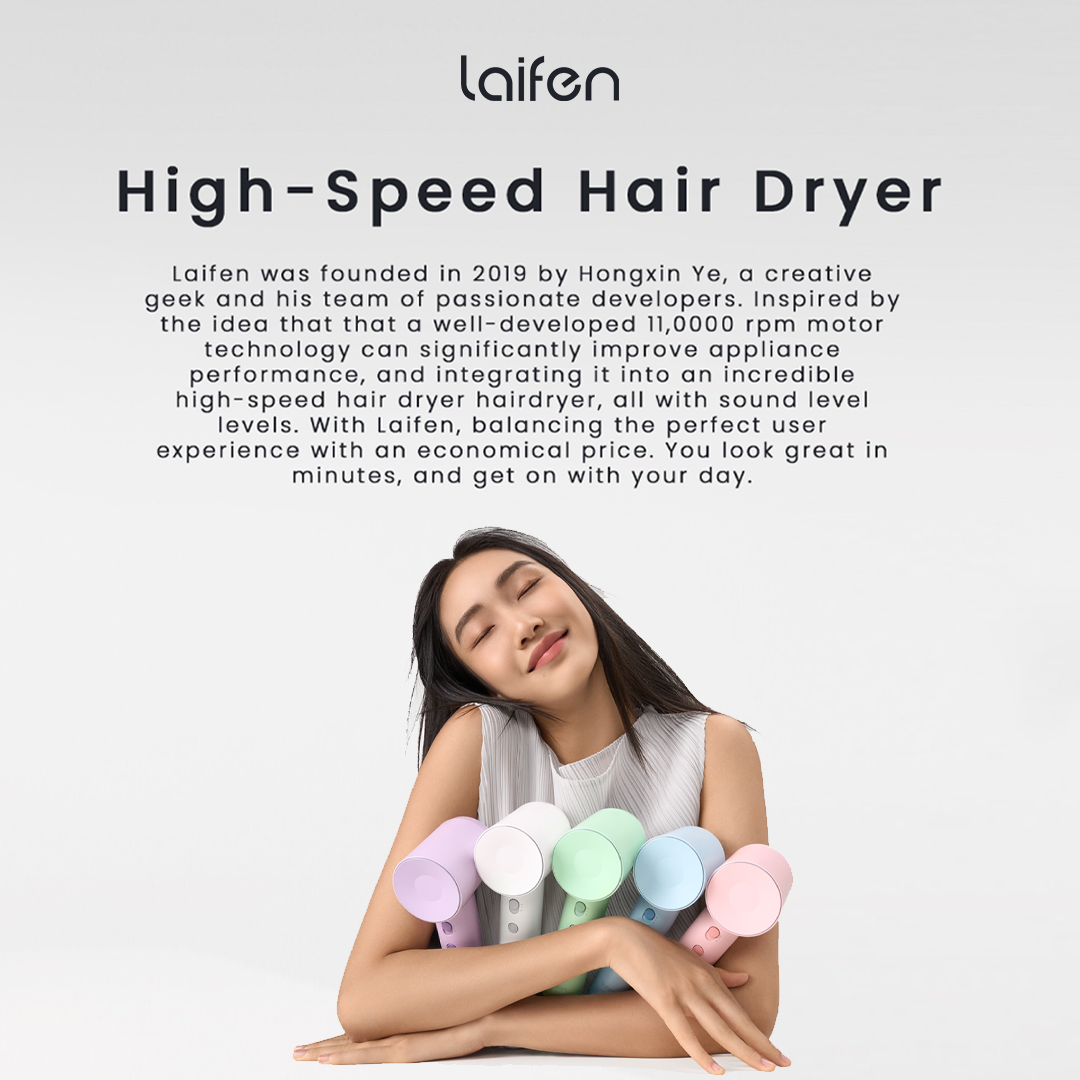 Laifen
High-Speed Hair Dryer
Laifen was founded in 2019 by Hongxin Ye, a creative
geek and his team of passionate developers. Inspired by
the idea that that a well-developed 11,0000 rpm motor
technology can significantly improve appliance
performance, and integrating it into an incredible
high-speed hair dryer hairdryer, all with sound level
levels. With Laifen, balancing the perfect user
experience with an economical price. You look great in
minutes, and get on with your day.